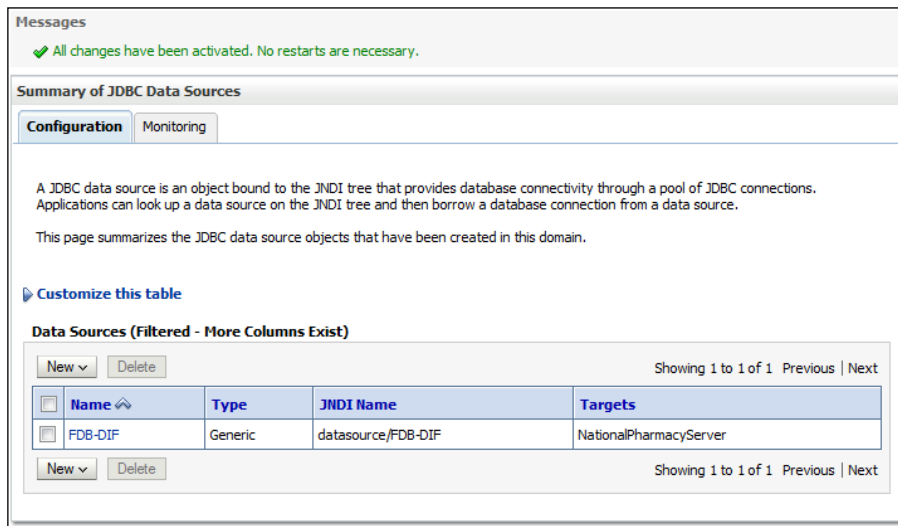 Messages
All changes have been activated. No restarts are necessary.
Summary of JDBC Data Sources
Configuration Monitoring
A JDBC data source is an object bound to the JNDI tree that provides database connectivity through a pool of JDBC connections.
Applications can look up a data source on the JNDI tree and then borrow a database connection from a data source.
This page summarizes the JDBC data source objects that have been created in this domain.
Customize this table
Data Sources (Filtered - More Columns Exist)
New Delete Showing 1 to 1 of 1 Previous | Next
Name Type JNDI Name Targets
FDB-DIF Generic datasource/FDB-DIF NationalPharmacyServer
New Delete Showing 1 to 1 of 1 Previous | Next